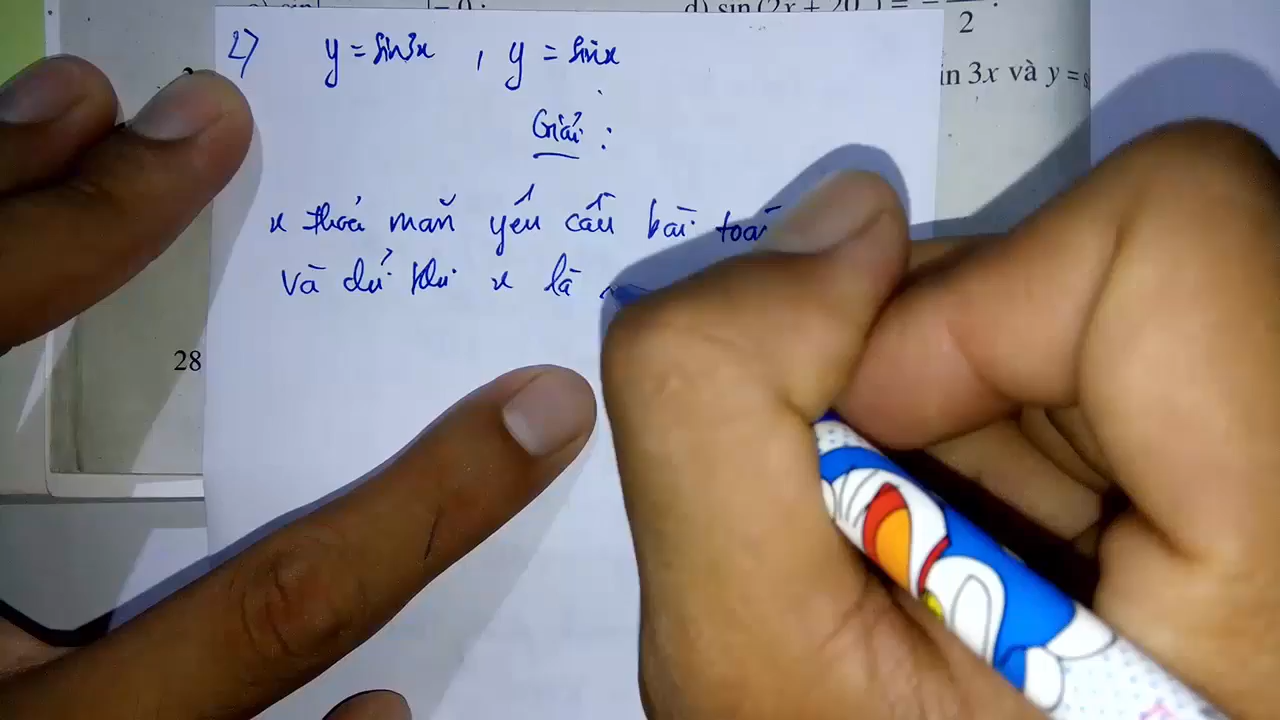 d) sin (2x + 20
2
in 3x và y = s
28
2) y = sin3x , y = sinx
Giải :
x thoả mãn yêu cầu bài toán
và chỉ khi x là